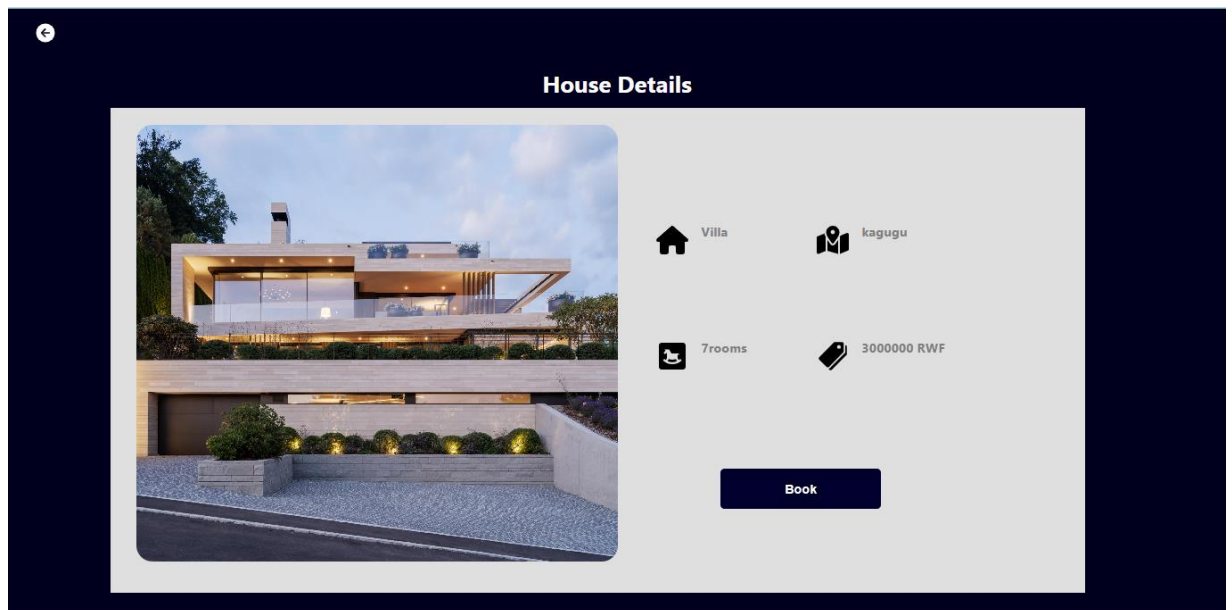 House Details
Villa
kagugu
7rooms
3000000 RWF
Book